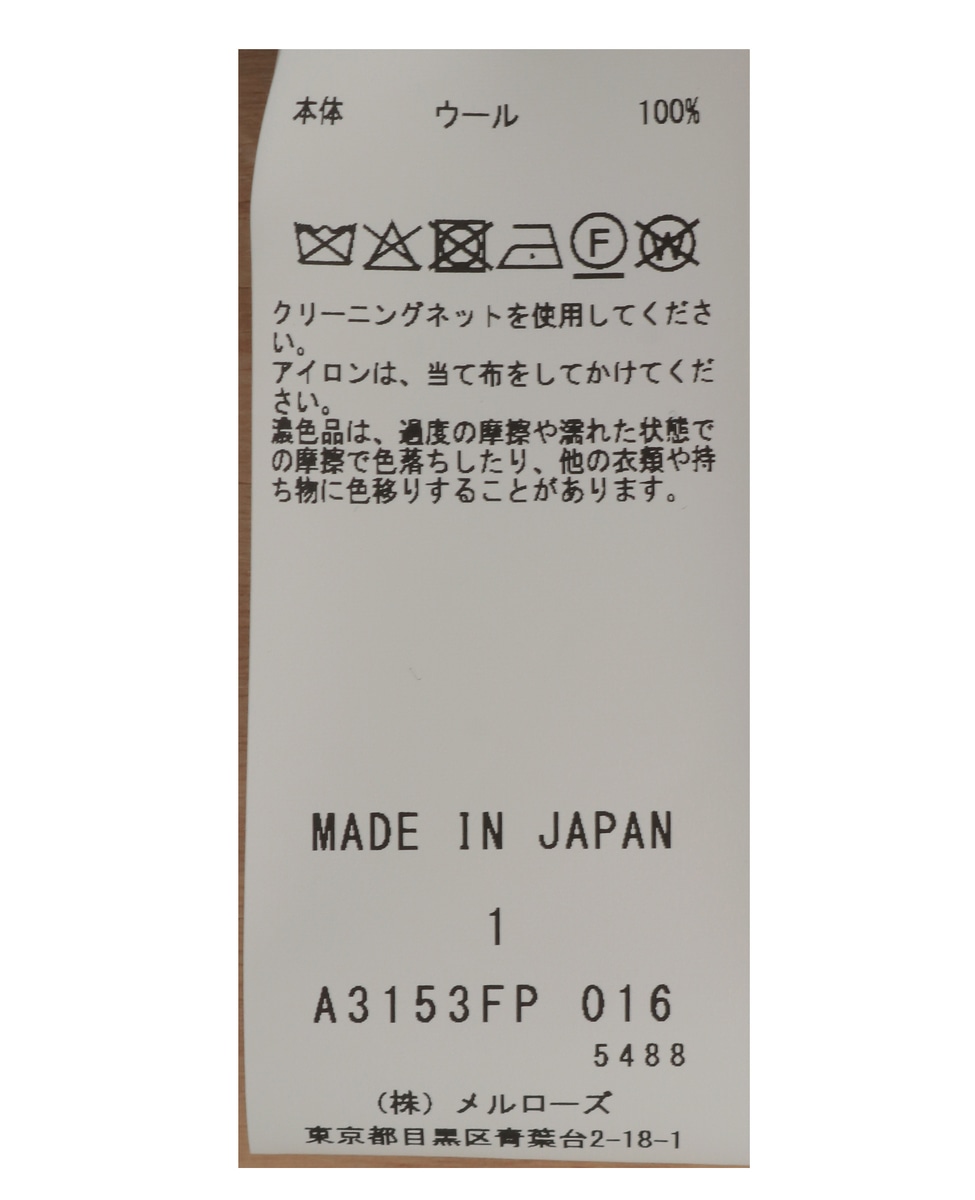 本体 ウール 100%
F W
クリーニングネットを使用してくださ
い。
アイロンは、当て布をしてかけてくだ
さい。
濃色品は、過度の摩擦や濡れた状態で
の摩擦で色落ちしたり、他の衣類や持
ち物に色移りすることがあります。
MADE IN JAPAN
1
A3153FP 016
5488
(株)メルローズ
東京都目黒区青葉台2-18-1